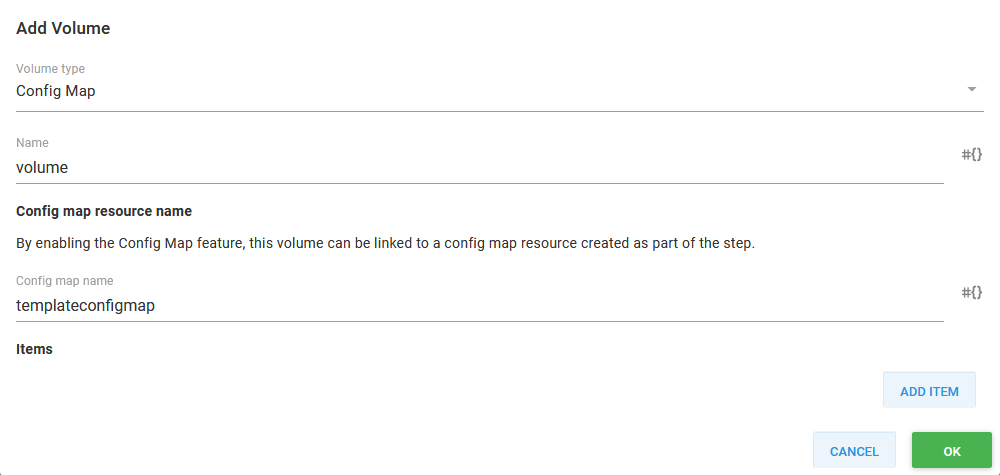 Add Volume
Volume type
Config Map
Name
volume
#{}
Config map resource name
By enabling the Config Map feature, this volume can be linked to a config map resource created as part of the step.
Config map name
templateconfigmap
#{}
Items
ADD ITEM
CANCEL
OK